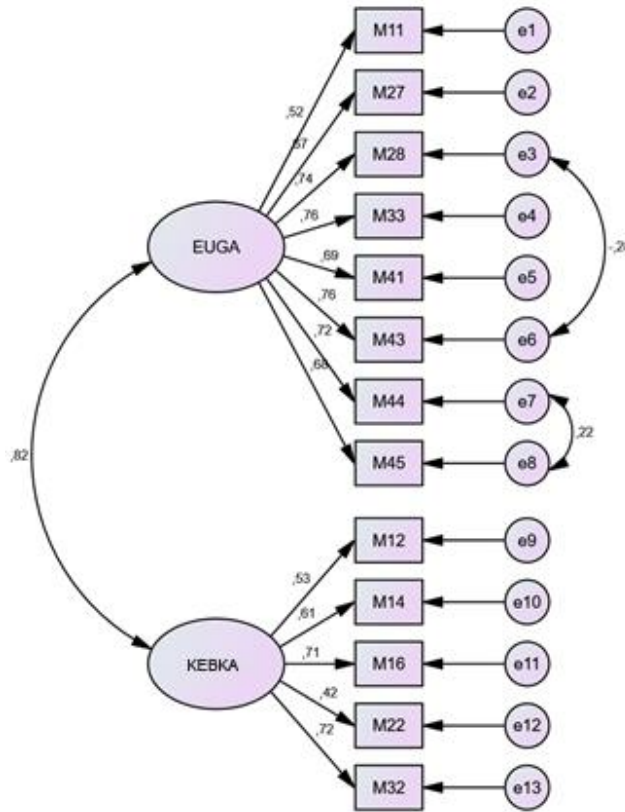 M11
e1
,52
M27
e2
,67
M28
e3
,74
M33
e4
,76
EUGA
,69
M41
e5
,76
M43
e6
,72
,68
M44
e7
,22
M45
e8
,82
M12
e9
,53
M14
e10
,61
,71
KEBKA
M16
e11
,42
M22
e12
,72
M32
e13